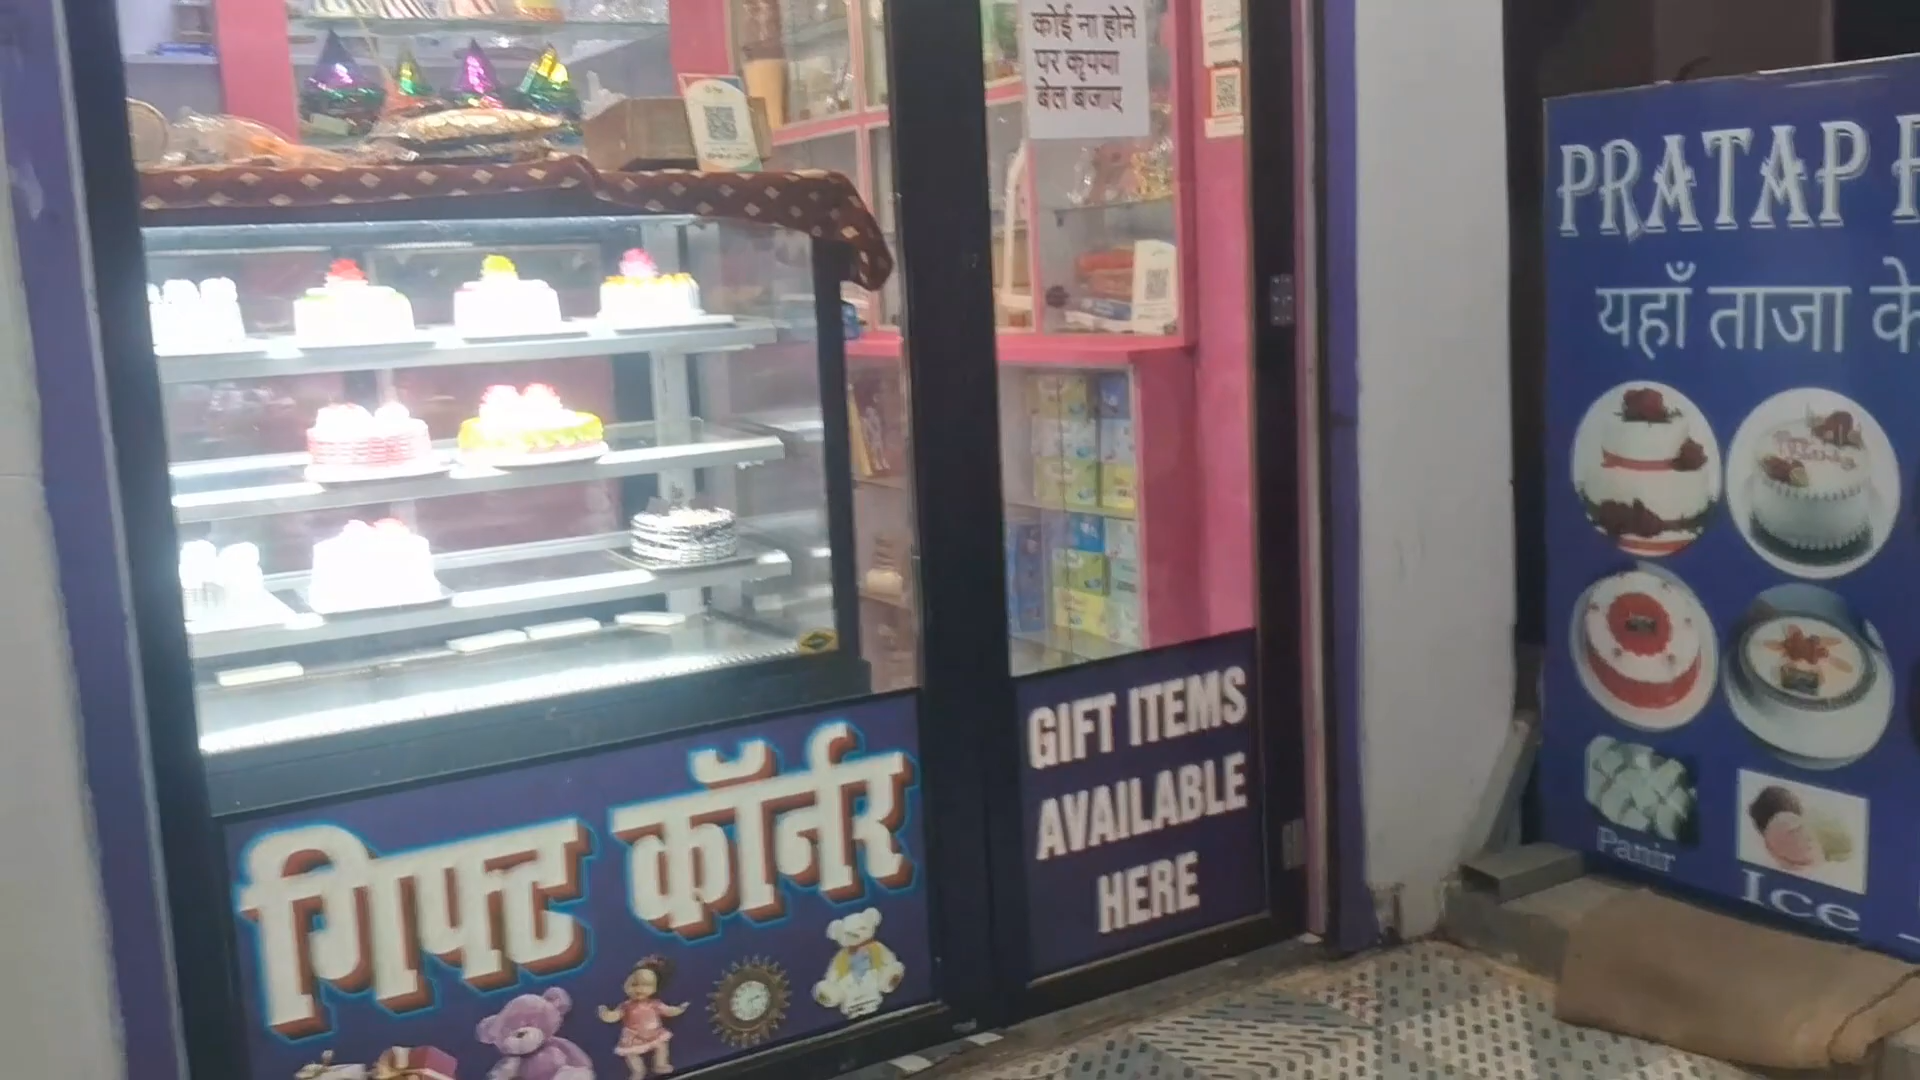 कोई ना होने
पर कृपया
बेल बजाए
PRATAP
यहाँ ताजा
Panir
Ice
गिफ्ट कॉर्नर
GIFT ITEMS
AVAILABLE
HERE